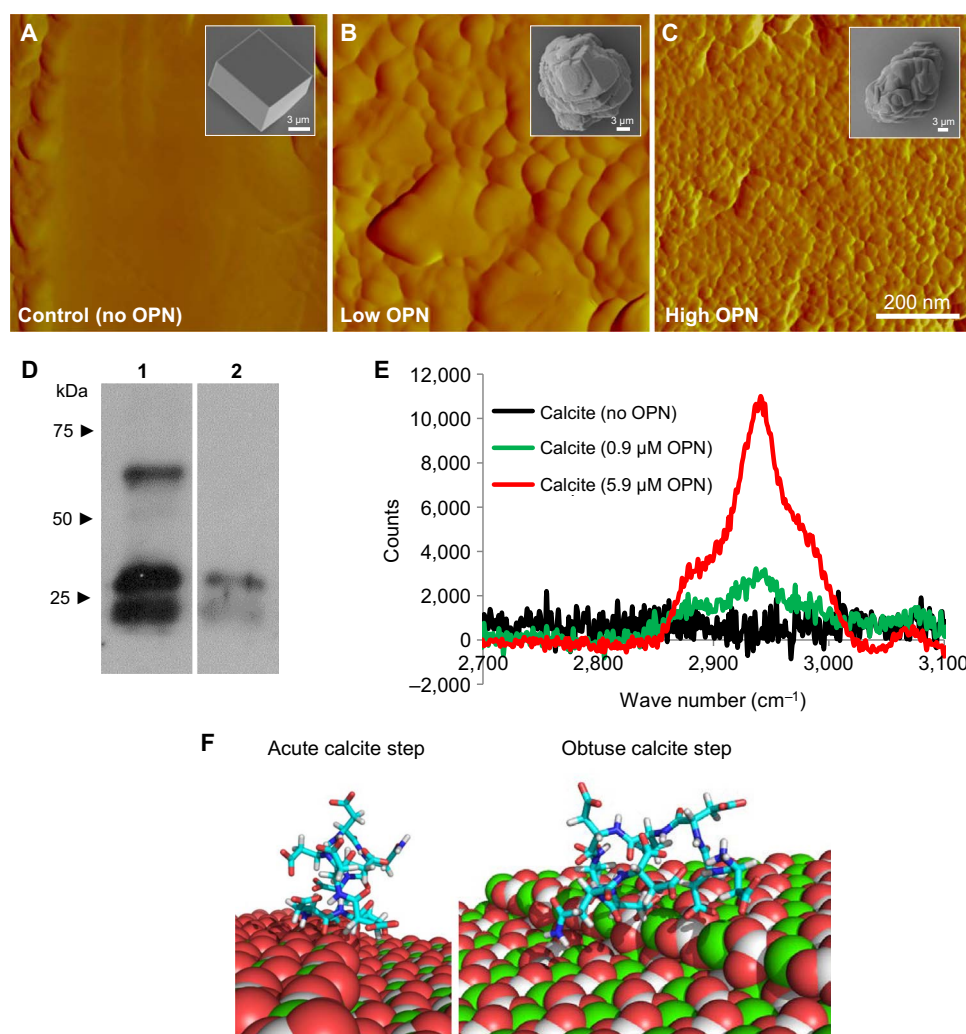 A
3 µm
Control (no OPN)
B
3 µm
Low OPN
C
3 µm
High OPN
200 nm
D
kDa
1
2
75
50
25
E
12,000
10,000
8,000
6,000
4,000
2,000
0
–2,000
Counts
Calcite (no OPN)
Calcite (0.9 µM OPN)
Calcite (5.9 µM OPN)
2,700
2,800
2,900
3,000
3,100
Wave number (cm⁻¹)
F
Acute calcite step
Obtuse calcite step